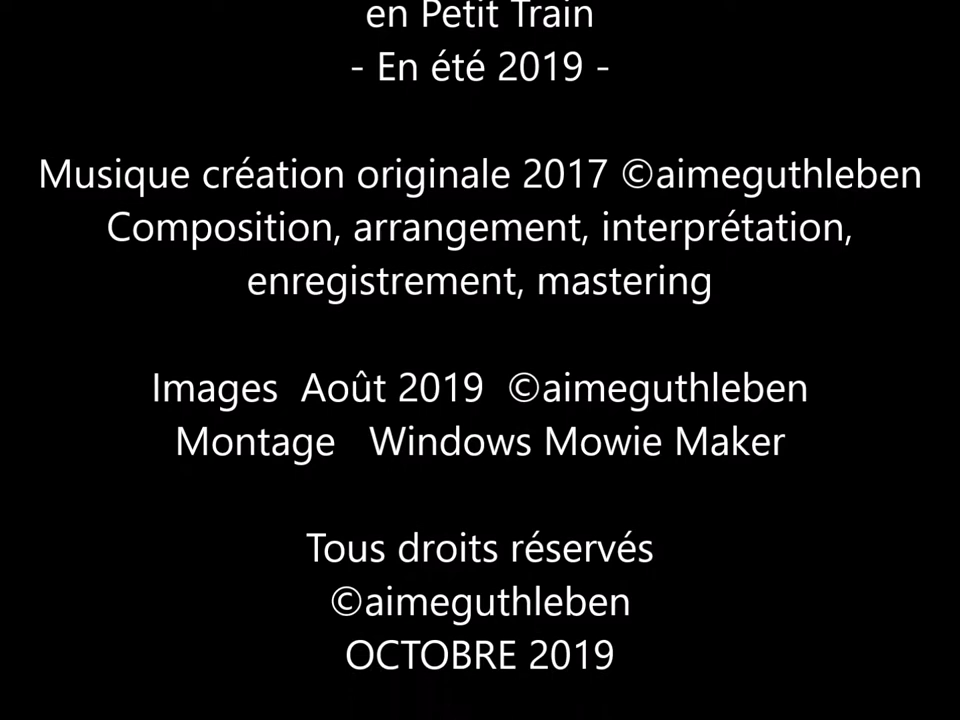 en Petit Train
- En été 2019 -
Musique création originale 2017 ©aimeguthleben
Composition, arrangement, interprétation,
enregistrement, mastering
Images  Août 2019  ©aimeguthleben
Montage   Windows Mowie Maker
Tous droits réservés
©aimeguthleben
OCTOBRE 2019